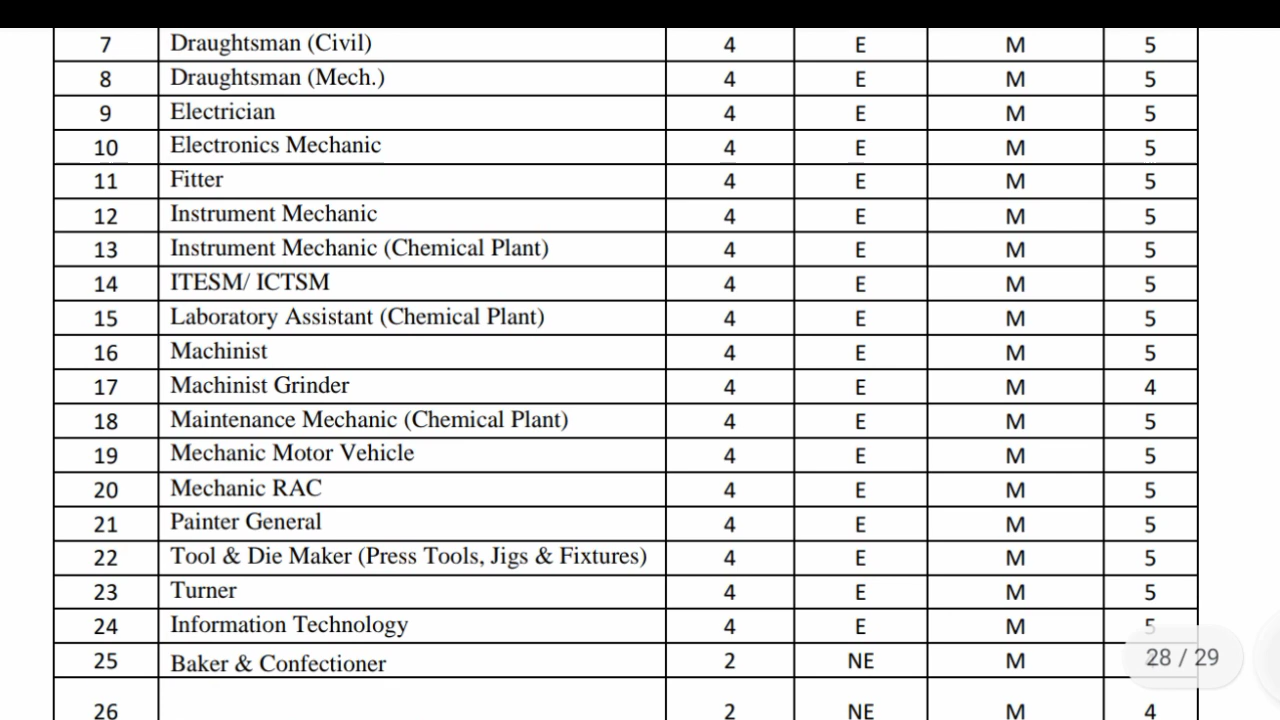 7 Draughtsman (Civil) 4 E M 5
8 Draughtsman (Mech.) 4 E M 5
9 Electrician 4 E M 5
10 Electronics Mechanic 4 E M 5
11 Fitter 4 E M 5
12 Instrument Mechanic 4 E M 5
13 Instrument Mechanic (Chemical Plant) 4 E M 5
14 ITESM/ ICTSM 4 E M 5
15 Laboratory Assistant (Chemical Plant) 4 E M 5
16 Machinist 4 E M 5
17 Machinist Grinder 4 E M 4
18 Maintenance Mechanic (Chemical Plant) 4 E M 5
19 Mechanic Motor Vehicle 4 E M 5
20 Mechanic RAC 4 E M 5
21 Painter General 4 E M 5
22 Tool & Die Maker (Press Tools, Jigs & Fixtures) 4 E M 5
23 Turner 4 E M 5
24 Information Technology 4 E M 5
25 Baker & Confectioner 2 NE M
28 / 29
26 2 NE M 4